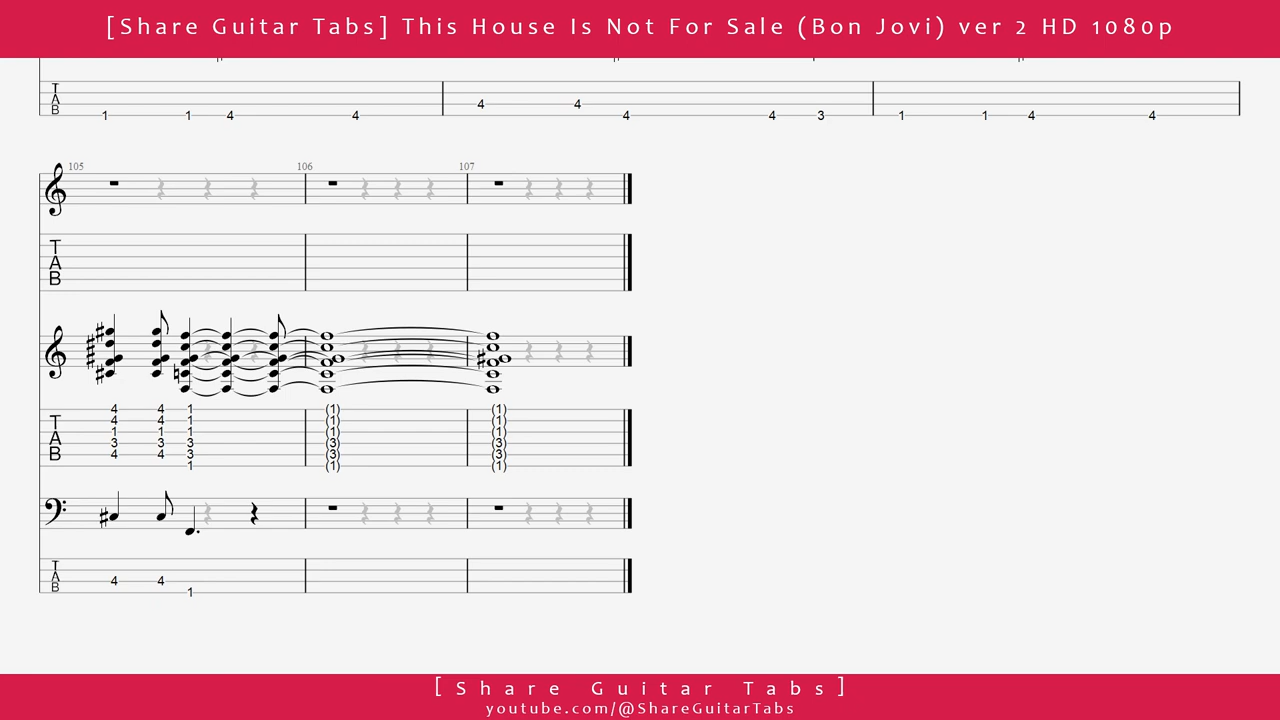 [Share Guitar Tabs] This House Is Not For Sale (Bon Jovi) ver 2 HD 1080p
T
A
B
1 1 4 4 4 4 4 4 3 1 1 4 4
105 106 107
T
A
B
T
A
B
4 4 1 (1) (1)
4 4 1 (1) (1)
1 1 1 (1) (1)
3 3 3 (3) (3)
4 4 3 (3) (3)
1 (1) (1)
T
A
B
4 4
1
[Share Guitar Tabs]
youtube.com/@ShareGuitarTabs